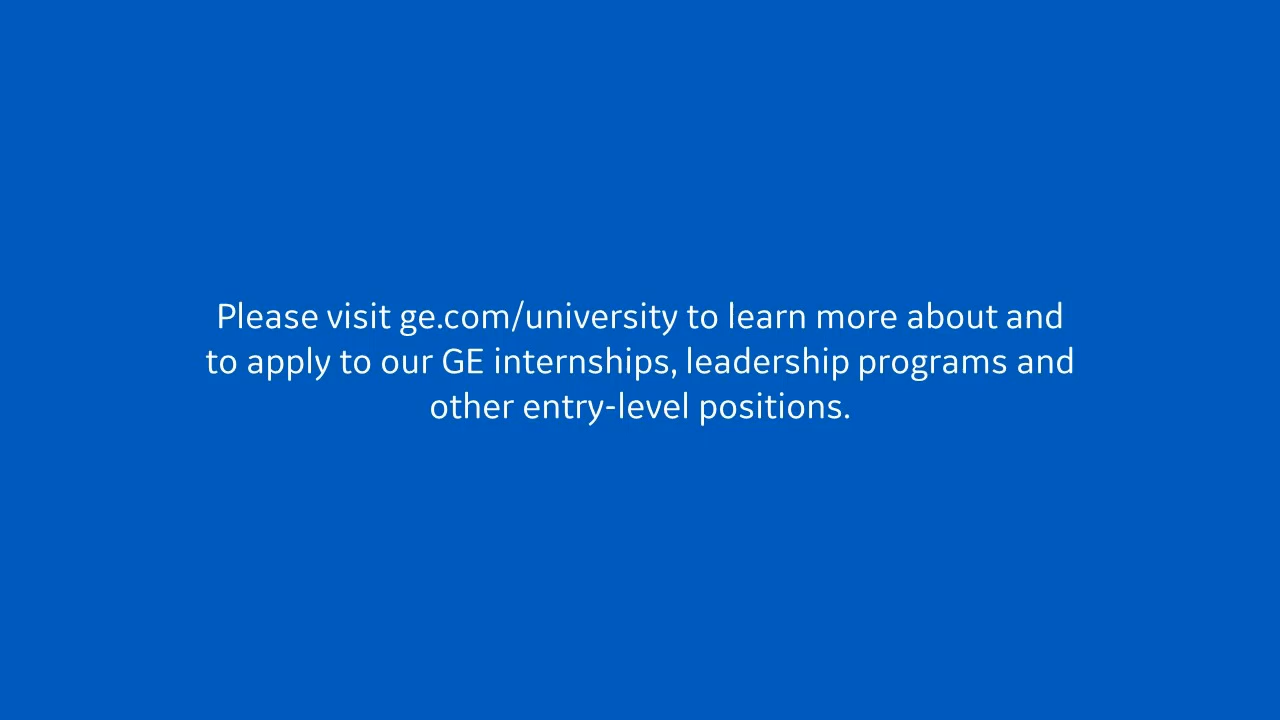 Please visit ge.com/university to learn more about and
to apply to our GE internships, leadership programs and
other entry-level positions.